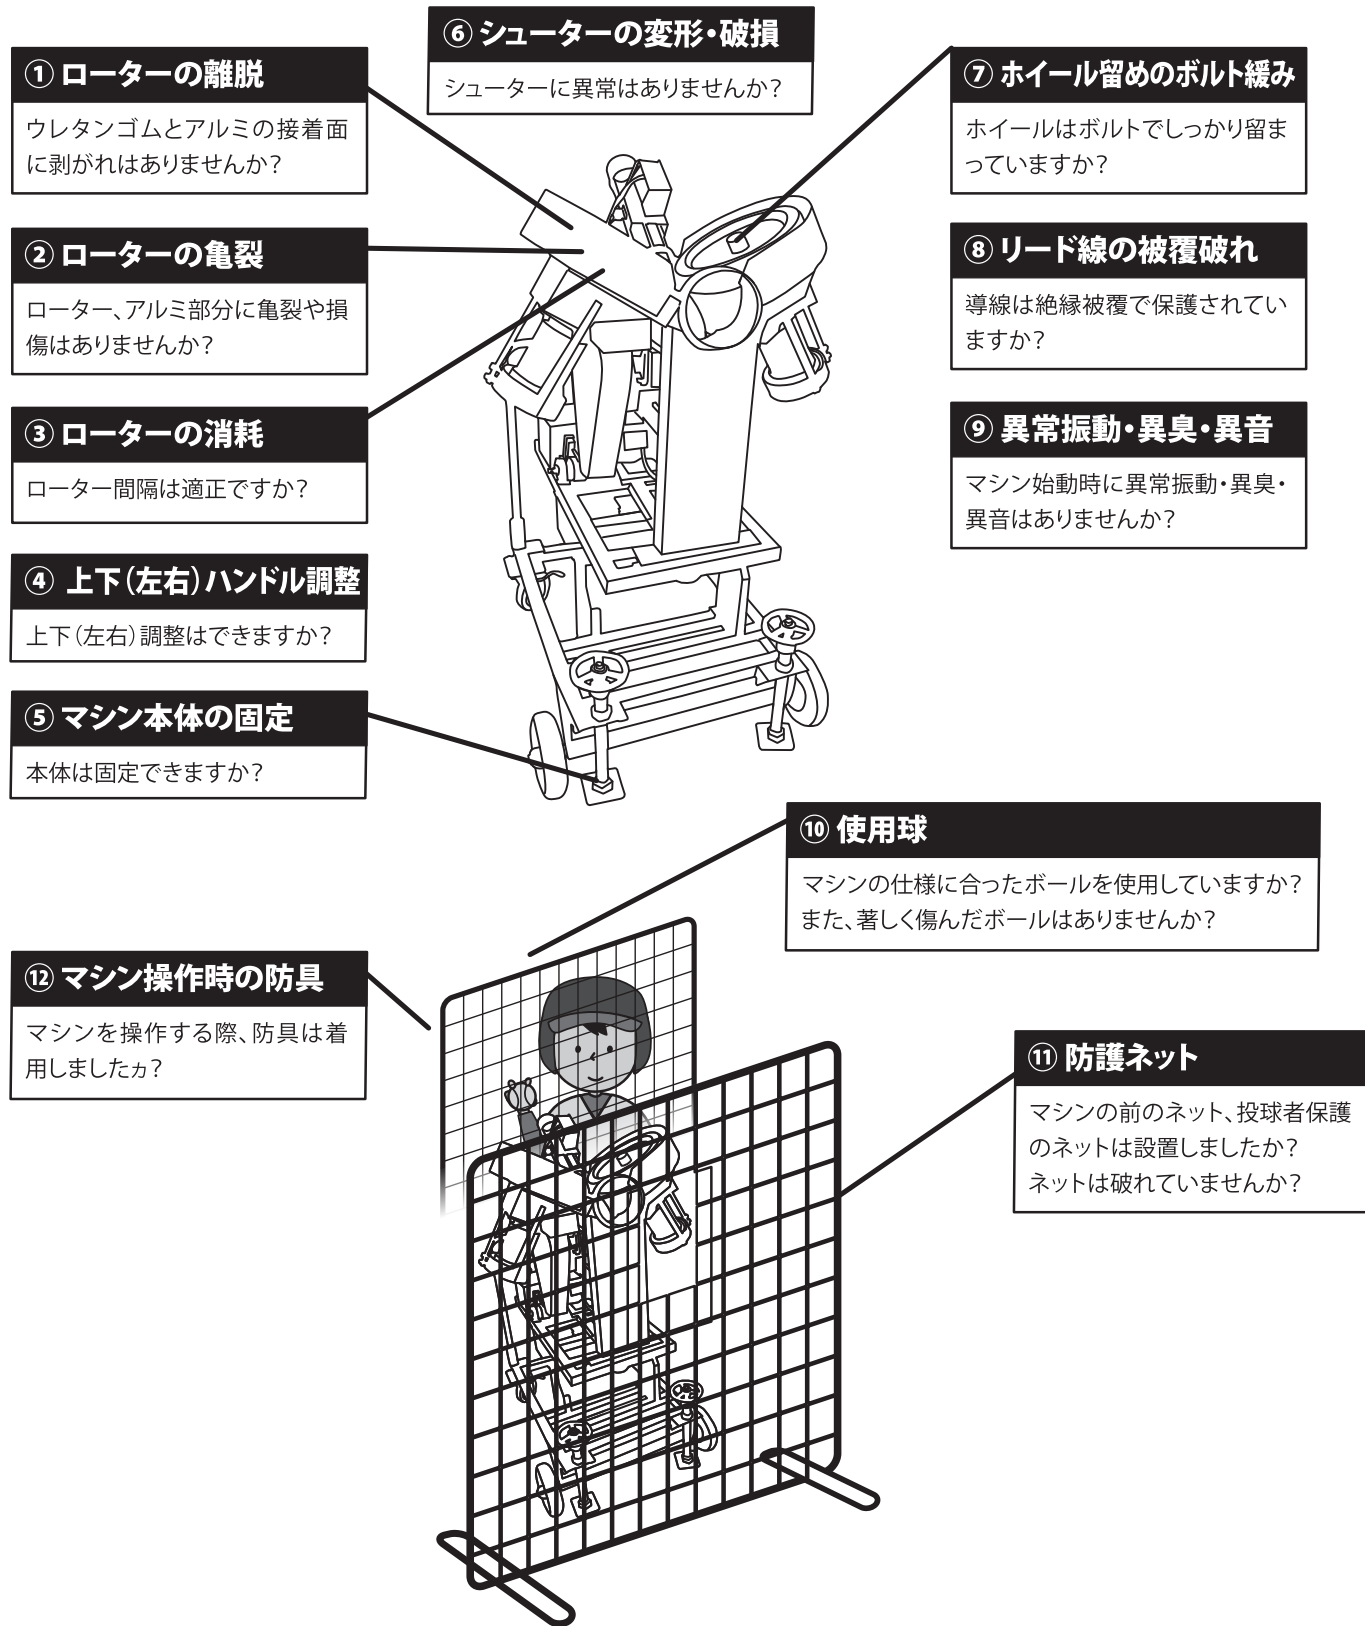 ① ローターの離脱
ウレタンゴムとアルミの接着面
に剥がれはありませんか？
② ローターの亀裂
ローター、アルミ部分に亀裂や損
傷はありませんか？
③ ローターの消耗
ローター間隔は適正ですか？
④ 上下（左右）ハンドル調整
上下（左右）調整はできますか？
⑤ マシン本体の固定
本体は固定できますか？
⑥ シューターの変形・破損
シューターに異常はありませんか？
⑦ ホイール留めのボルト緩み
ホイールはボルトでしっかり留ま
っていますか？
⑧ リード線の被覆破れ
導線は絶縁被覆で保護されてい
ますか？
⑨ 異常振動・異臭・異音
マシン始動時に異常振動・異臭・
異音はありませんか？
⑩ 使用球
マシンの仕様に合ったボールを使用していますか？
また、著しく傷んだボールはありませんか？
⑪ 防護ネット
マシンの前のネット、投球者保護
のネットは設置しましたか？
ネットは破れていませんか？
⑫ マシン操作時の防具
マシンを操作する際、防具は着
用しましたヵ？